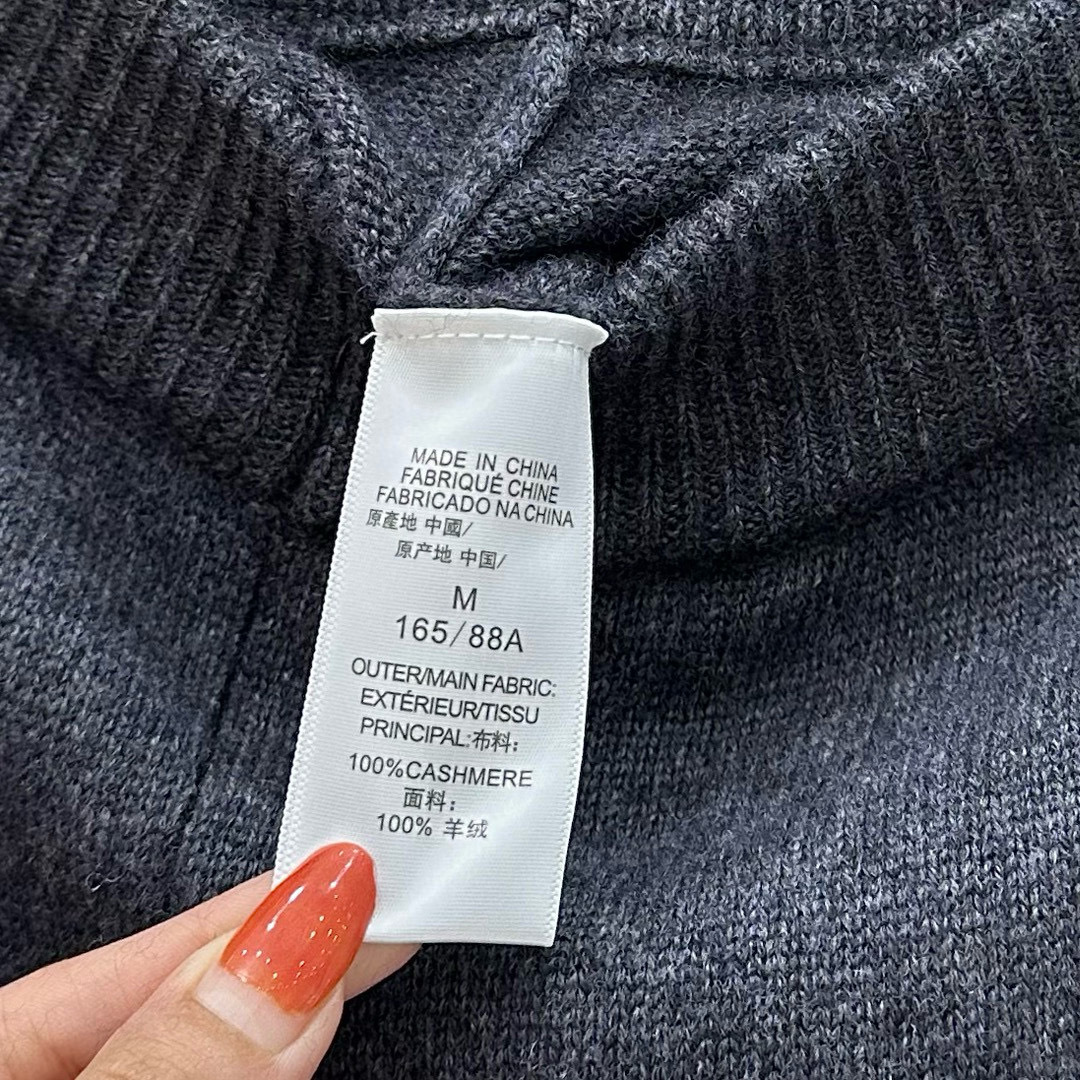 MADE IN CHINA
FABRIQUÉ CHINE
FABRICADO NA CHINA
原產地 中國/
原产地 中国/
M
165/88A
OUTER/MAIN FABRIC:
EXTÉRIEUR/TISSU
PRINCIPAL:布料:
100%CASHMERE
面料:
100% 羊绒